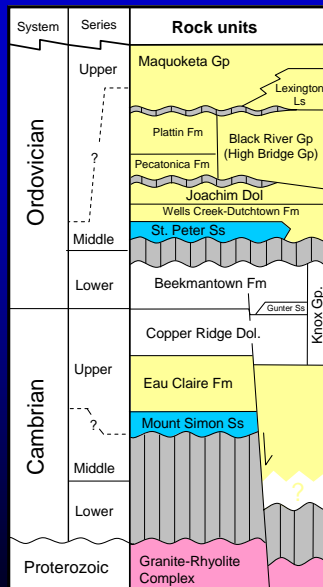 System Series Rock units
Ordovician
Upper
?
Middle
Lower
Maquoketa Gp
Lexington
Ls
Plattin Fm
Black River Gp
(High Bridge Gp)
Pecatonica Fm
Joachim Dol
Wells Creek-Dutchtown Fm
St. Peter Ss
Beekmantown Fm
Gunter Ss
Knox Gp.
Copper Ridge Dol.
Cambrian
Upper
?
Middle
Lower
Eau Claire Fm
Mount Simon Ss
?
Proterozoic
Granite-Rhyolite
Complex